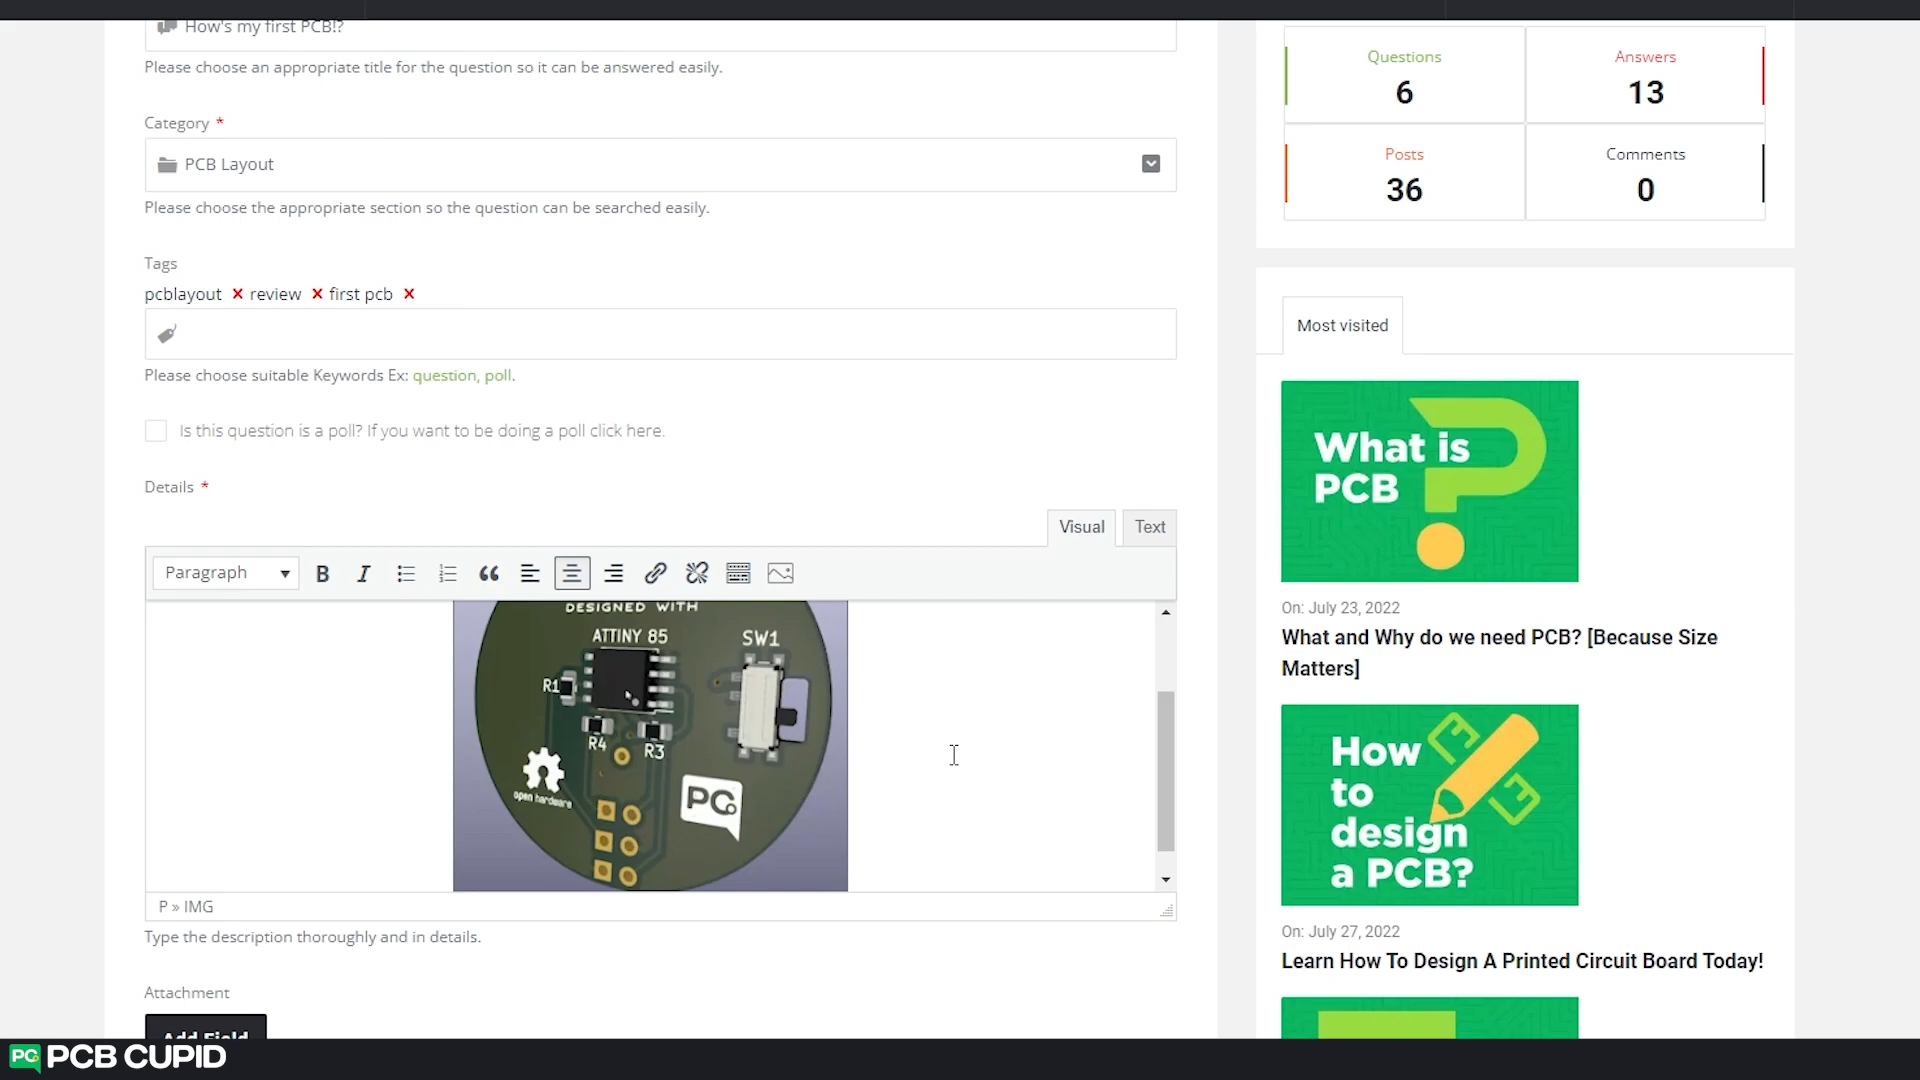 How's my first PCB!?
Please choose an appropriate title for the question so it can be answered easily.
Category *
PCB Layout
Please choose the appropriate section so the question can be searched easily.
Tags
pcblayout x review x first pcb x
Please choose suitable Keywords Ex: question, poll.
Is this question is a poll? If you want to be doing a poll click here.
Details *
Visual Text
Paragraph B I
DESIGNED WITH
ATTINY 85
SW1
R1
R4
R3
open hardware
PC
P » IMG
Type the description thoroughly and in details.
Attachment
Add Field
Questions
6
Answers
13
Posts
36
Comments
0
Most visited
What is
PCB
On: July 23, 2022
What and Why do we need PCB? [Because Size
Matters]
How
to
design
a PCB?
On: July 27, 2022
Learn How To Design A Printed Circuit Board Today!
PC PCB CUPID